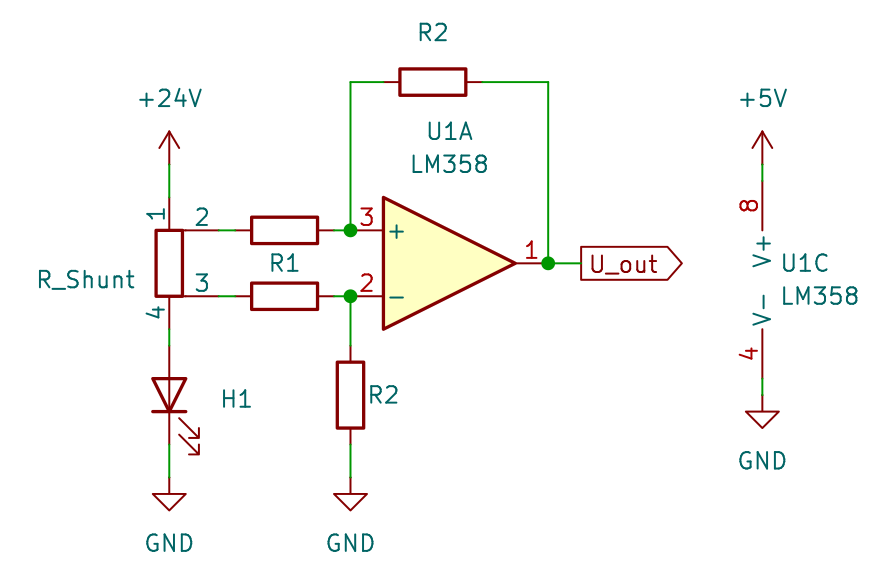 R2
+24V
+5V
U1A
LM358
1
2
3
+
8
1
R1
U_out
V+
U1C
R_Shunt
3
2
−
LM358
4
V−
4
H1
R2
GND
GND
GND